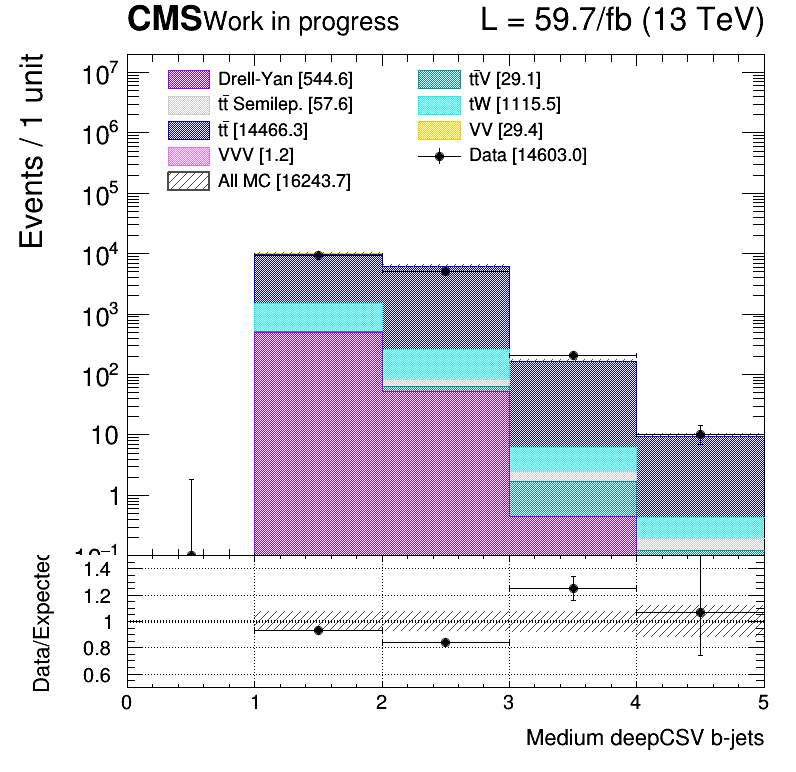 CMS Work in progress L = 59.7/fb (13 TeV)
Events / 1 unit
10⁷
10⁶
10⁵
10⁴
10³
10²
10
1
10⁻¹
Drell-Yan [544.6]
tt̄ Semilep. [57.6]
tt̄ [14466.3]
VVV [1.2]
All MC [16243.7]
tt̄V [29.1]
tW [1115.5]
VV [29.4]
Data [14603.0]
Data/Expected
1.4
1.2
1
0.8
0.6
0 1 2 3 4 5
Medium deepCSV b-jets